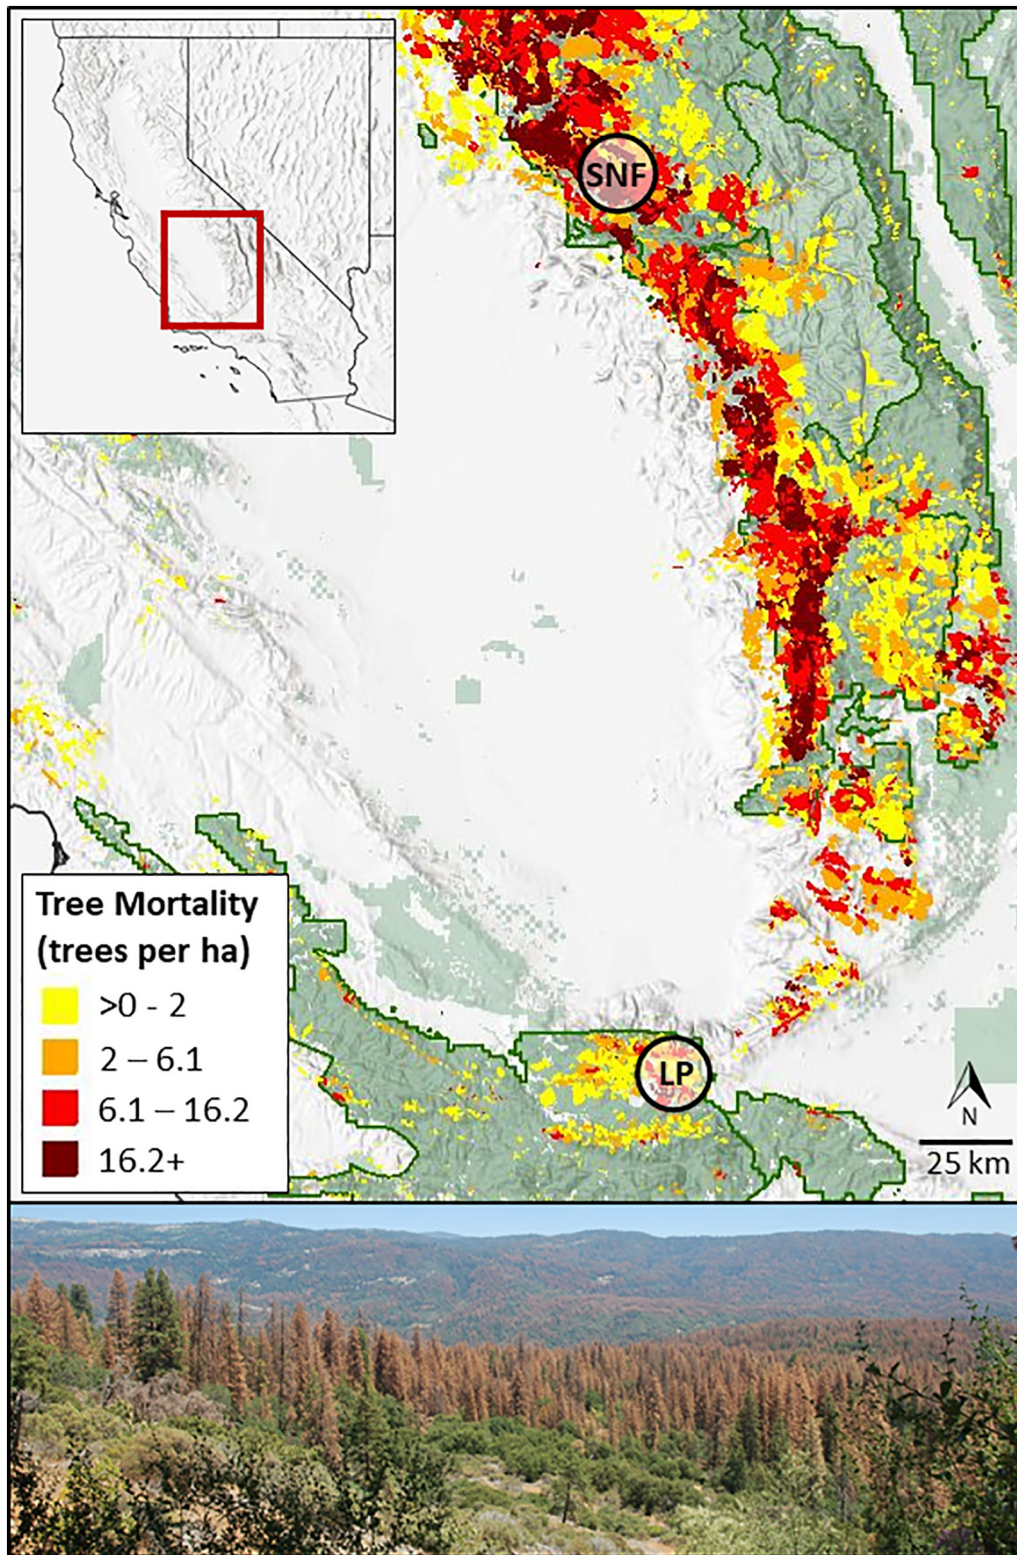 SNF
Tree Mortality
(trees per ha)
>0 - 2
2 – 6.1
6.1 – 16.2
16.2+
LP
N
25 km